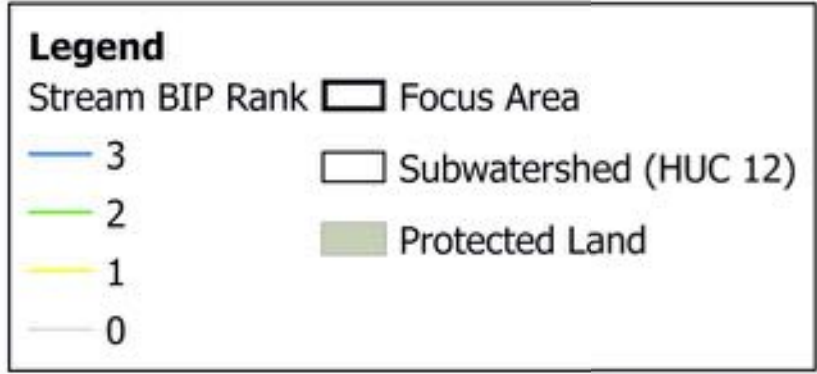 Legend
Stream BIP Rank
3
2
1
0
Focus Area
Subwatershed (HUC 12)
Protected Land